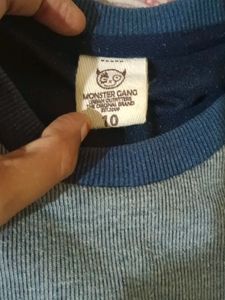 MONSTER GANG
URBAN OUTFITTERS
THE ORIGINAL BRAND
10